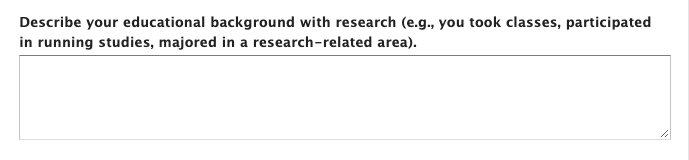 Describe your educational background with research (e.g., you took classes, participated
in running studies, majored in a research-related area).